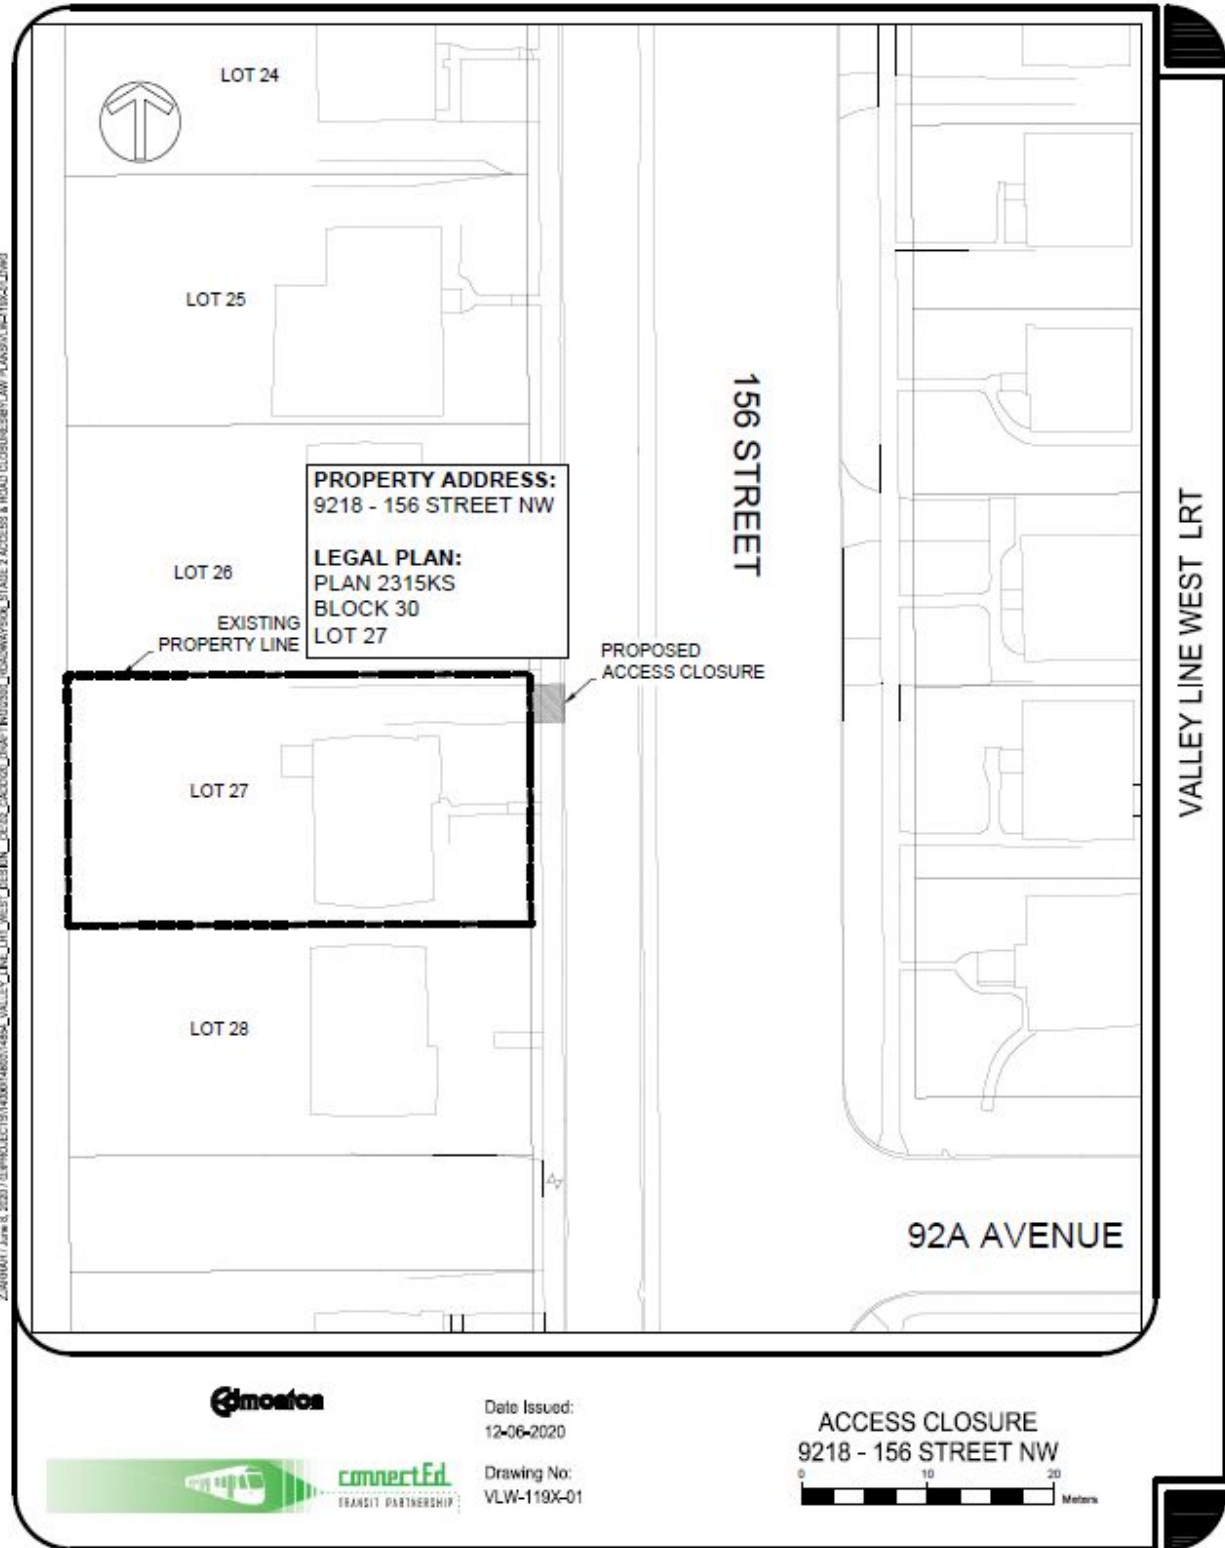 LOT 24
LOT 25
156 STREET
PROPERTY ADDRESS:
9218 - 156 STREET NW
LEGAL PLAN:
PLAN 2315KS
BLOCK 30
LOT 27
LOT 26
EXISTING
PROPERTY LINE
PROPOSED
ACCESS CLOSURE
LOT 27
LOT 28
92A AVENUE
VALLEY LINE WEST LRT
Edmonton
connectEd
TRANSIT PARTNERSHIP
Date Issued:
12-06-2020
Drawing No:
VLW-119X-01
ACCESS CLOSURE
9218 - 156 STREET NW
0 10 20
Meters